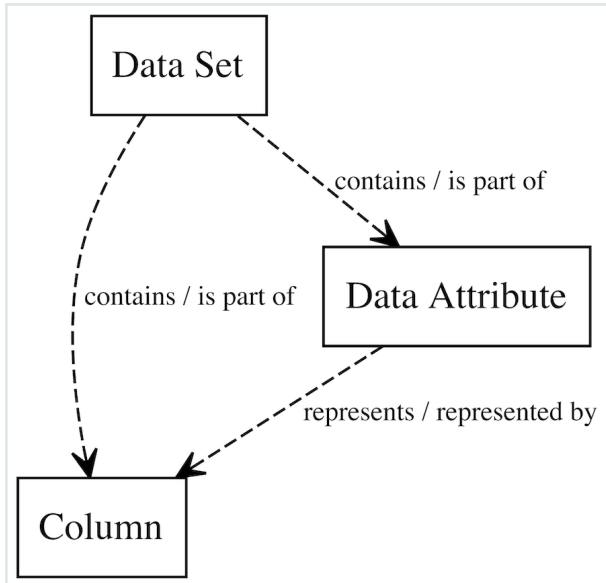 Data Set
contains / is part of
contains / is part of
Data Attribute
represents / represented by
Column